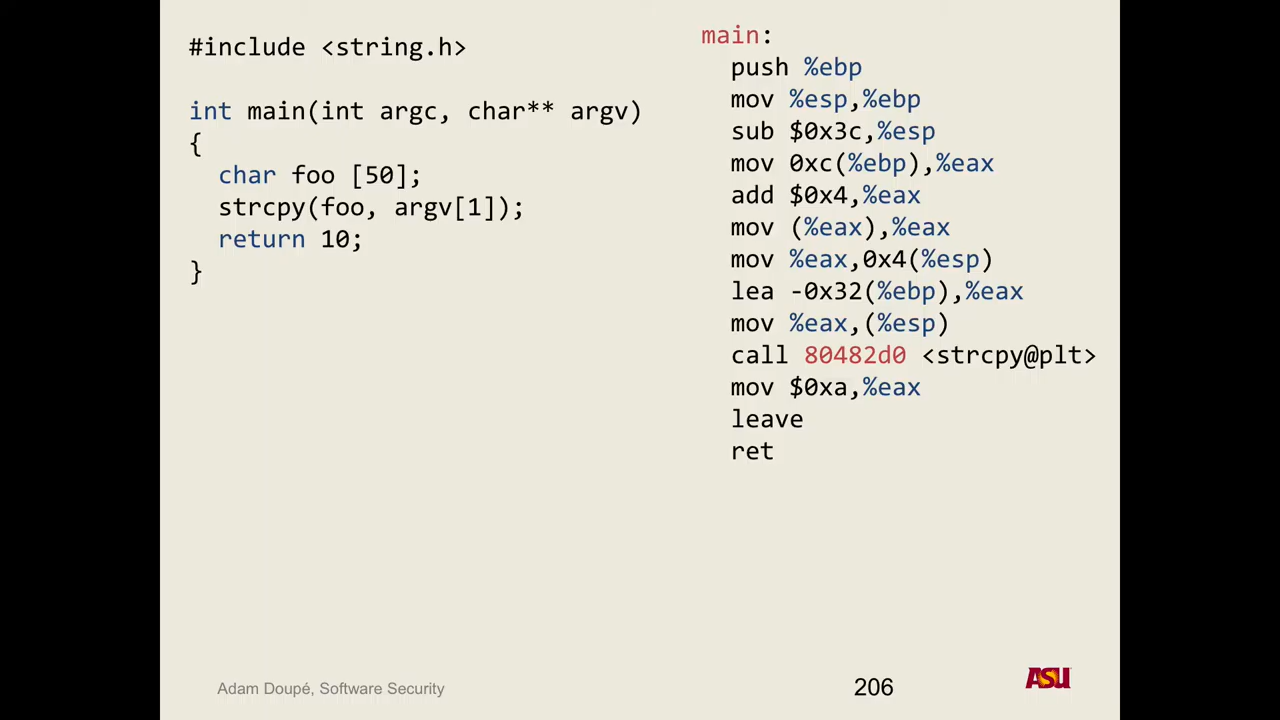 #include <string.h>
int main(int argc, char** argv)
{
char foo [50];
strcpy(foo, argv[1]);
return 10;
}
main:
push %ebp
mov %esp,%ebp
sub $0x3c,%esp
mov 0xc(%ebp),%eax
add $0x4,%eax
mov (%eax),%eax
mov %eax,0x4(%esp)
lea -0x32(%ebp),%eax
mov %eax,(%esp)
call 80482d0 <strcpy@plt>
mov $0xa,%eax
leave
ret
Adam Doupé, Software Security
206
ASU